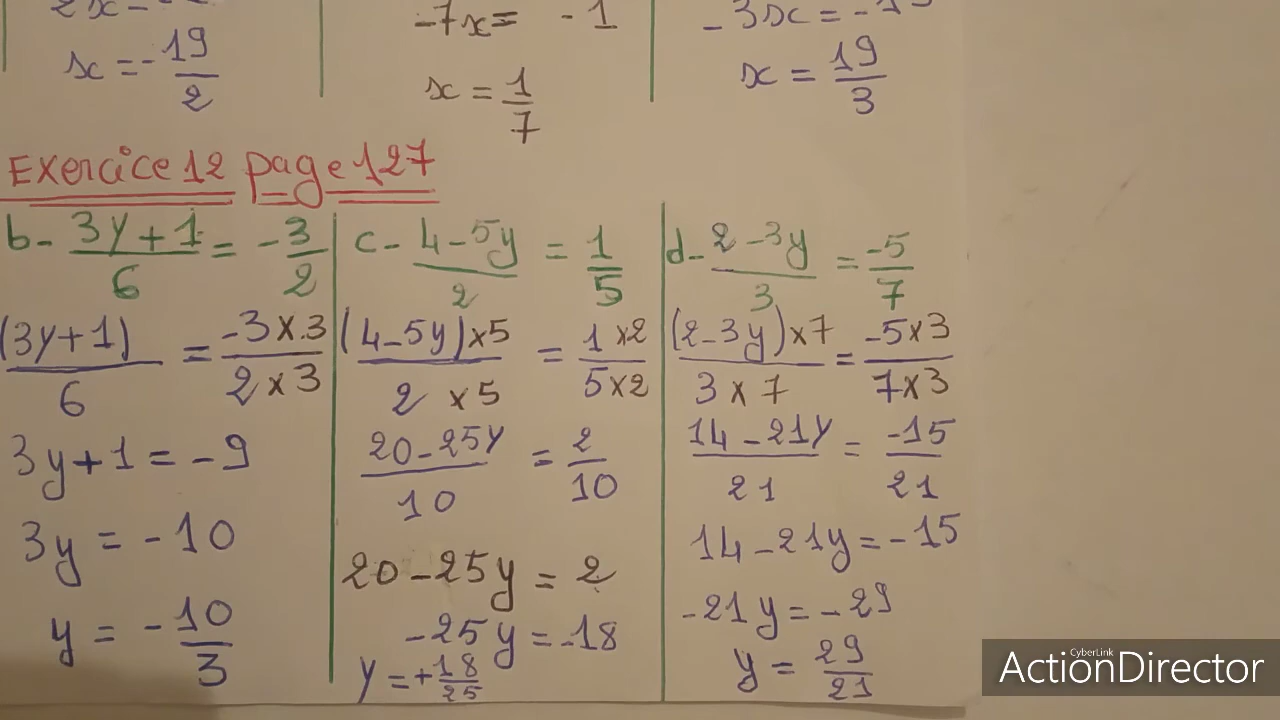 -7x= -1
-3x=-19
x=-19/2
x=1/7
x=19/3
Exercice 12 page 127
b- (3y+1)/6 = -3/2
(3y+1)/6 = (-3×3)/(2×3)
3y+1=-9
3y=-10
y=-10/3
c- (4-5y)/2 = 1/5
((4-5y)×5)/(2×5) = (1×2)/(5×2)
(20-25y)/10 = 2/10
20-25y=2
-25y=-18
y=+18/25
d- (2-3y)/3 = -5/7
((2-3y)×7)/(3×7) = (-5×3)/(7×3)
(14-21y)/21 = -15/21
14-21y=-15
-21y=-29
y=29/21
CyberLink
ActionDirector